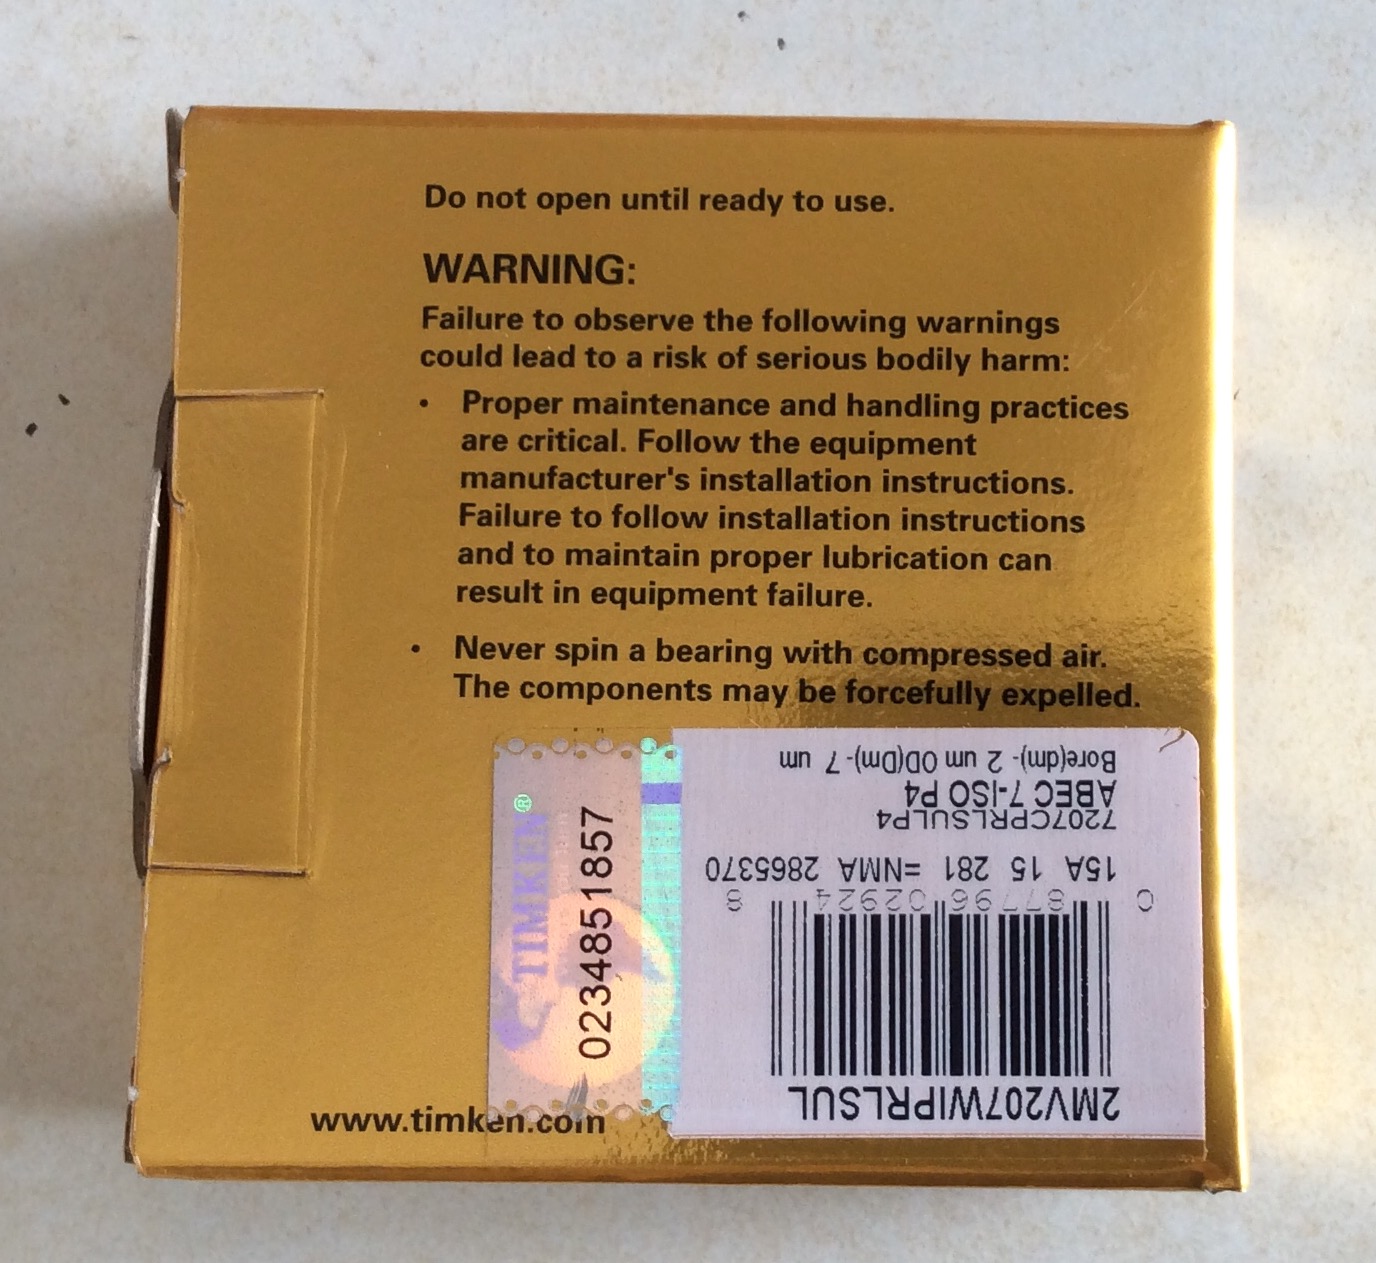 Do not open until ready to use.
WARNING:
Failure to observe the following warnings
could lead to a risk of serious bodily harm:
• Proper maintenance and handling practices
are critical. Follow the equipment
manufacturer's installation instructions.
Failure to follow installation instructions
and to maintain proper lubrication can
result in equipment failure.
• Never spin a bearing with compressed air.
The components may be forcefully expelled.
TIMKEN®
0234851857
2MV207WIPRLSUL
0 87796 02924 8
15A 15 281 =NMA 2865370
7207CPRLSULP4
ABEC 7-ISO P4
Bore(dm)- 2 um OD(Dm)- 7 um
www.timken.com